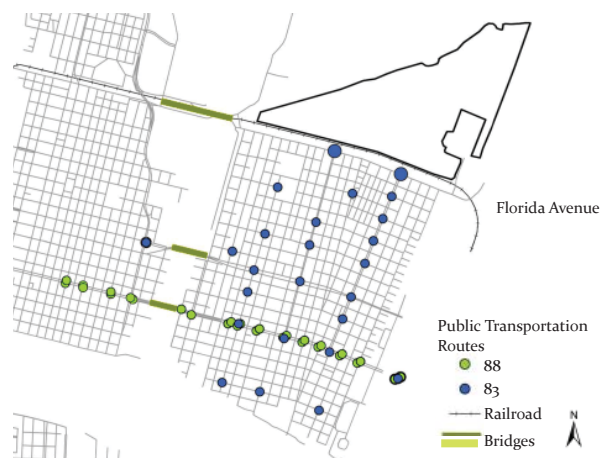 Florida Avenue
Public Transportation
Routes
88
83
Railroad
Bridges
N